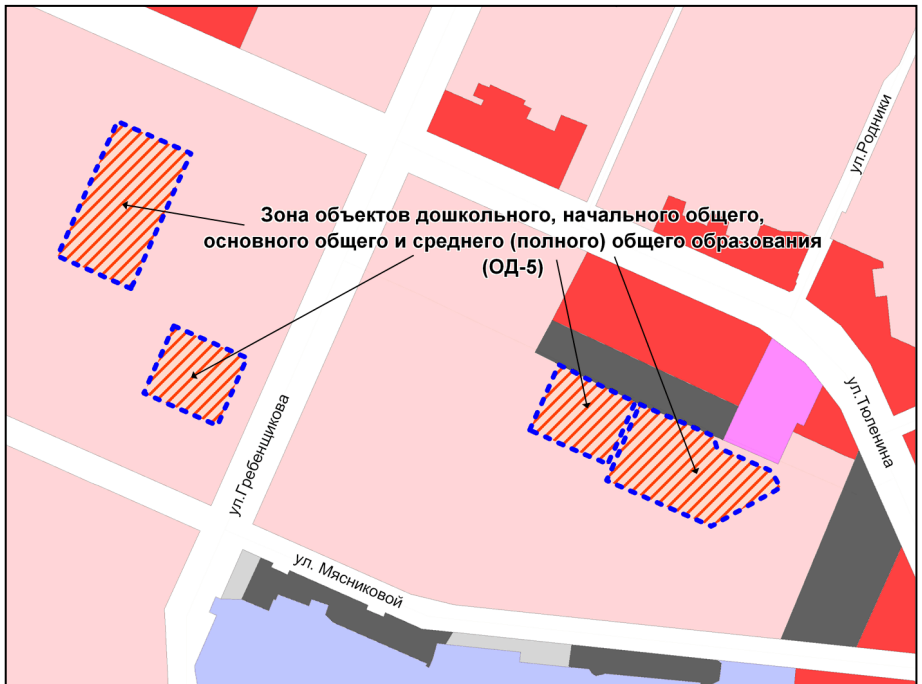 ул.Родники
Зона объектов дошкольного, начального общего,
основного общего и среднего (полного) общего образования
(ОД-5)
ул.Гребенщикова
ул.Тюленина
ул. Мясниковой